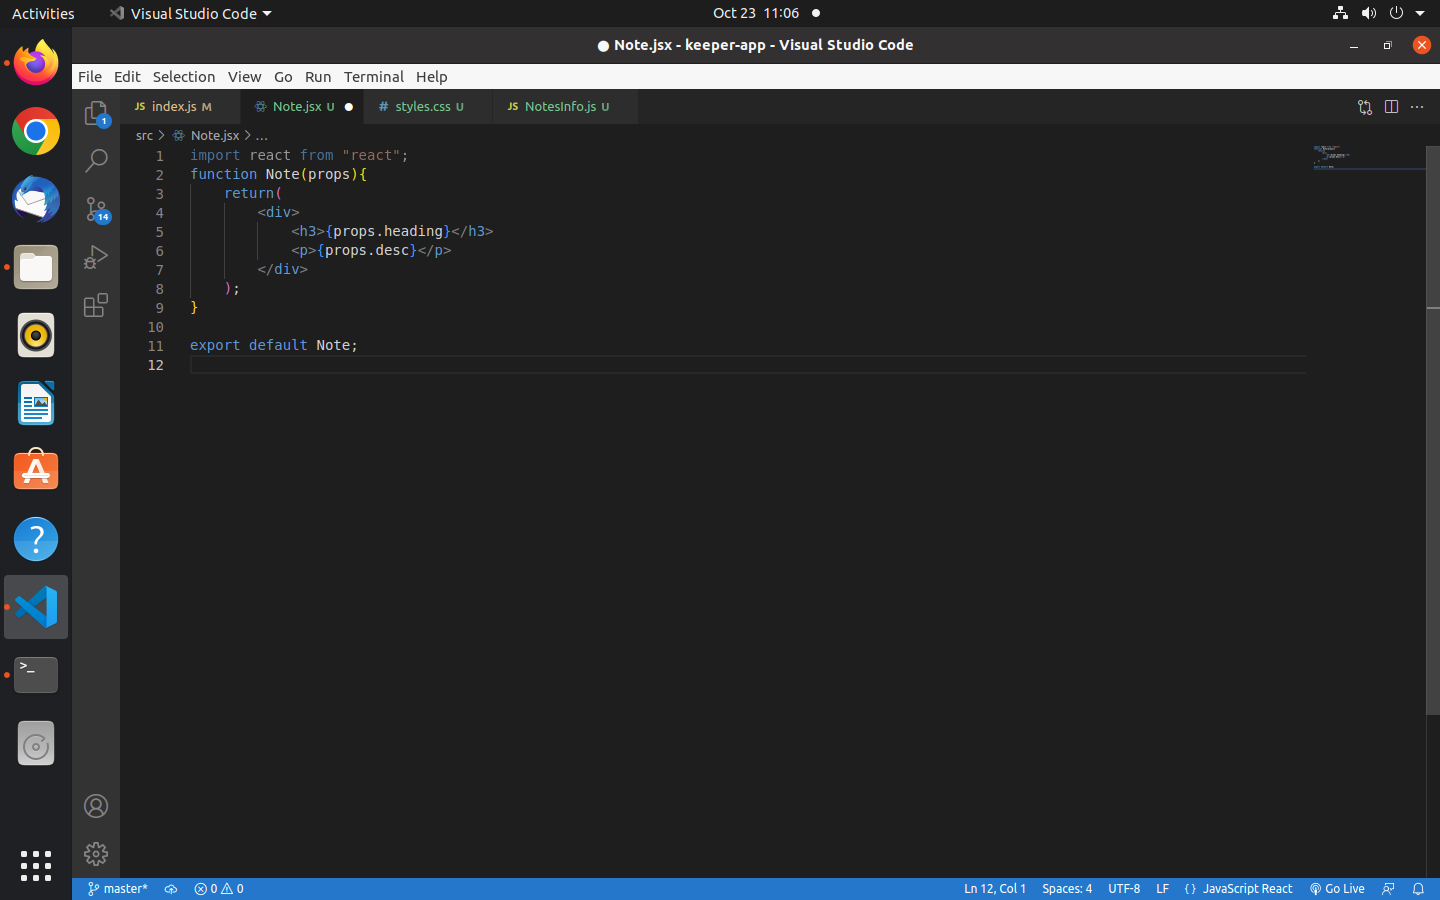 Activities
Visual Studio Code
Oct 23 11:06
● Note.jsx - keeper-app - Visual Studio Code
File Edit Selection View Go Run Terminal Help
JS index.js M
Note.jsx U ●
# styles.css U
JS NotesInfo.js U
src > Note.jsx > ...
1
1 import react from "react";
2 function Note(props){
3 return(
4 <div>
5 <h3>{props.heading}</h3>
6 <p>{props.desc}</p>
7 </div>
8 );
9 }
10
11 export default Note;
12
14
master*
0
0
Ln 12, Col 1
Spaces: 4
UTF-8
LF
{ } JavaScript React
Go Live